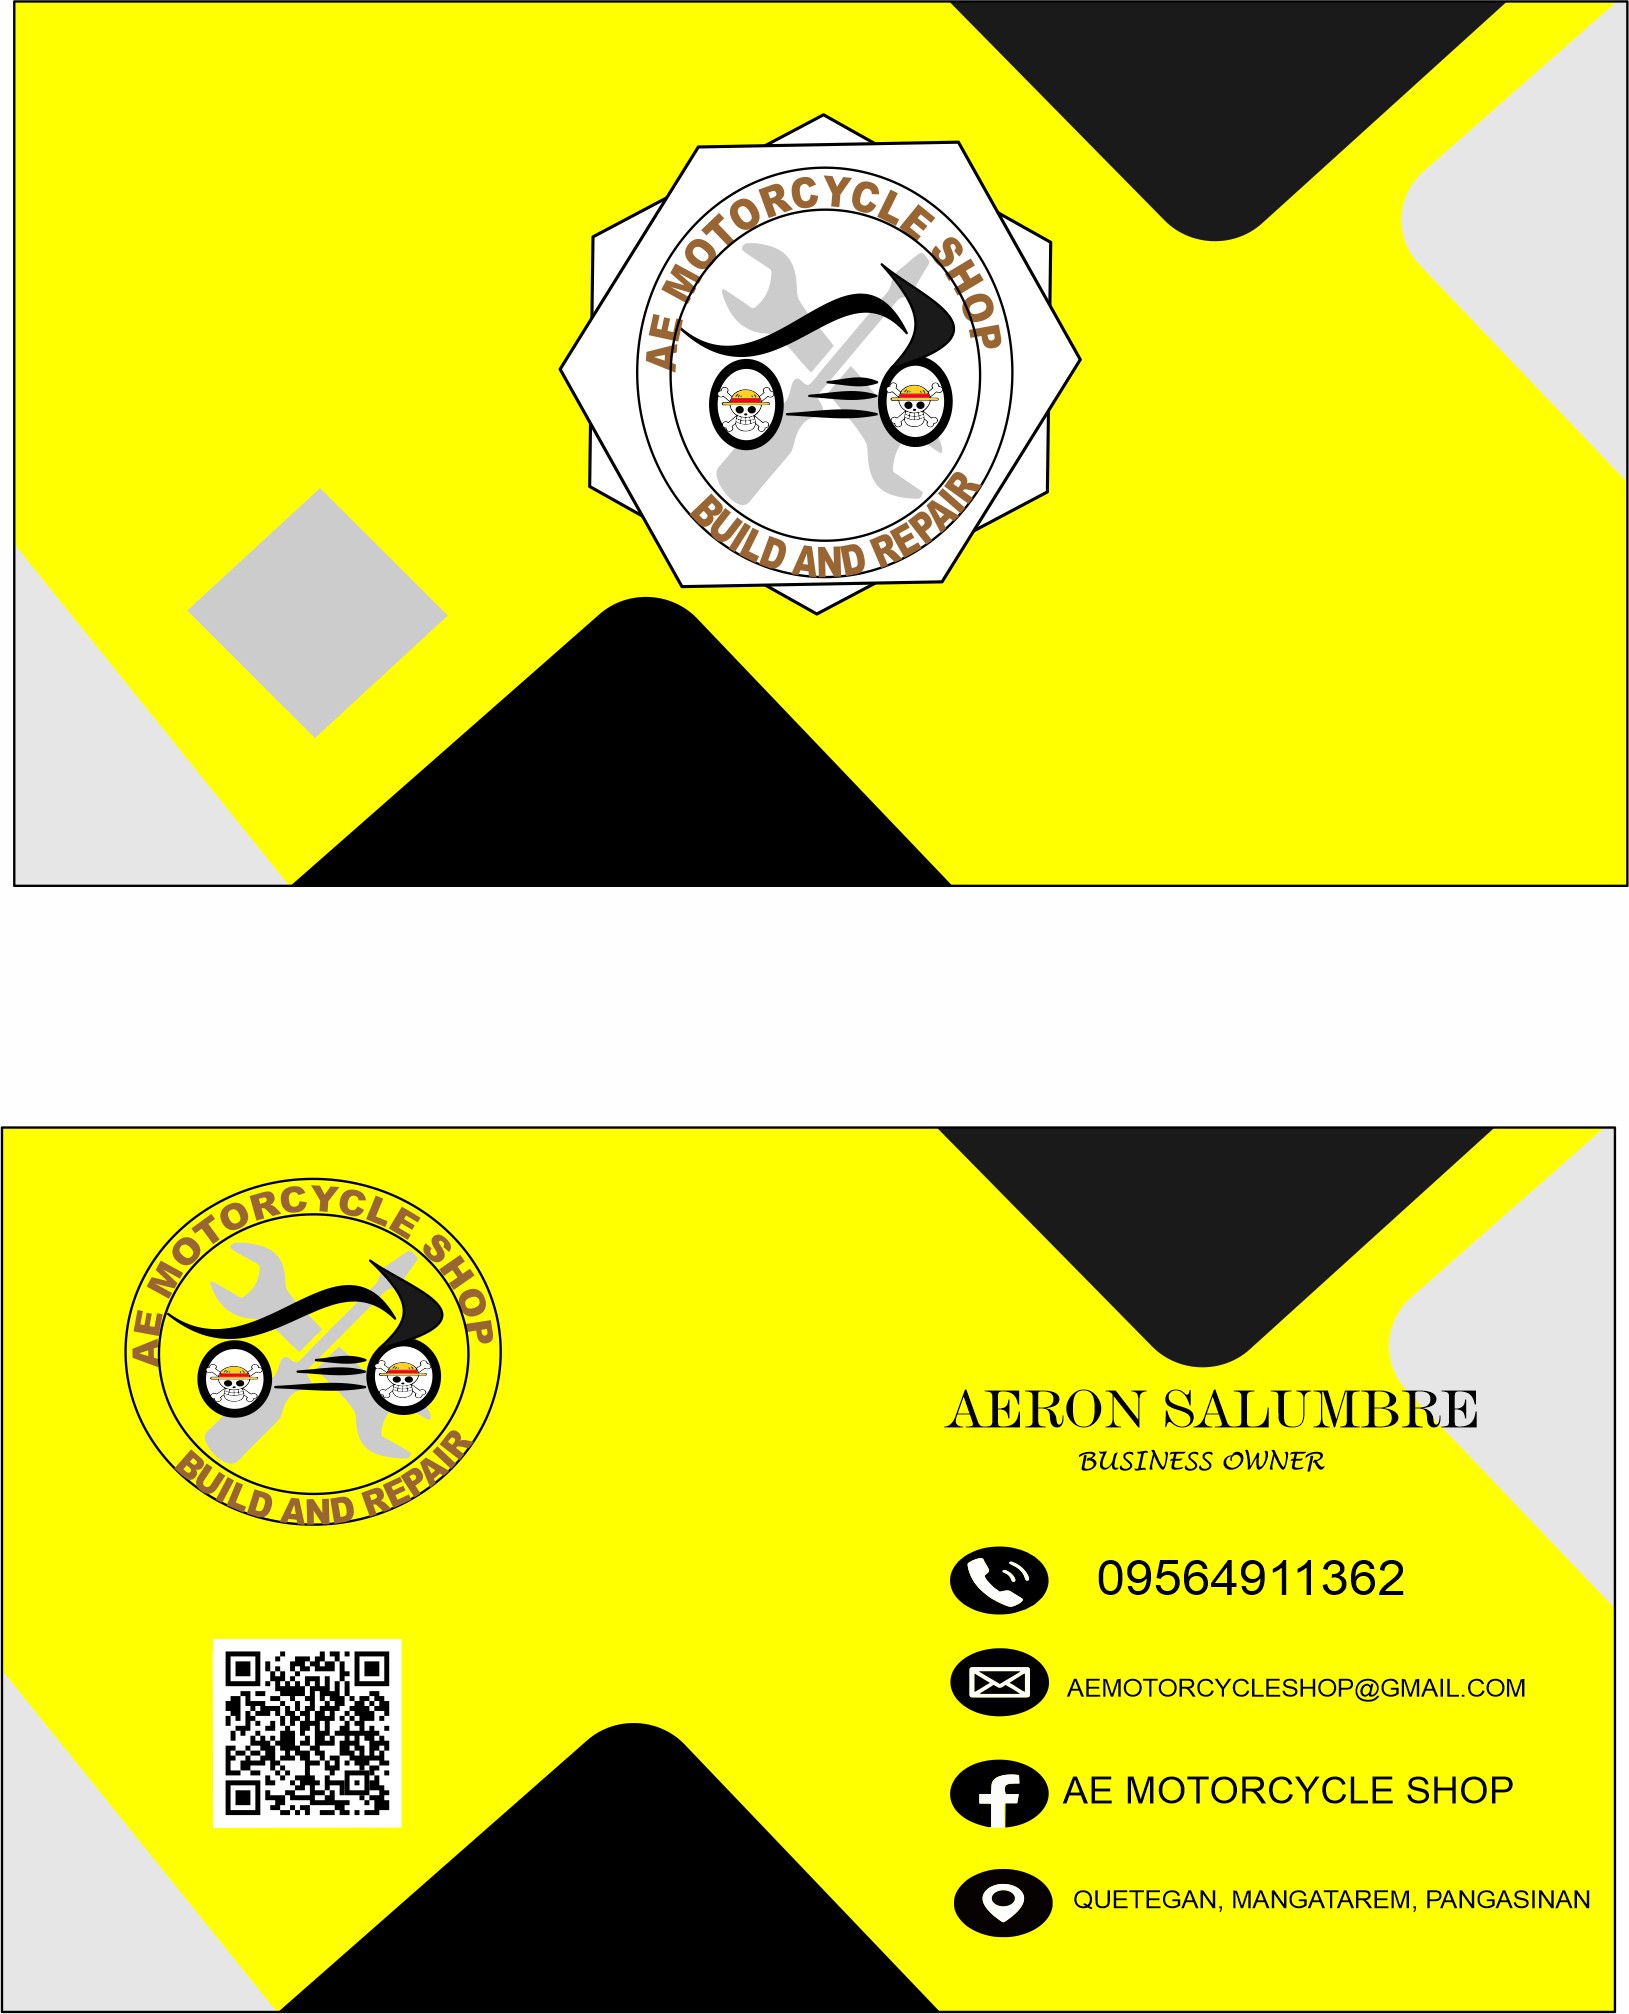 AE MOTORCYCLE SHOP
BUILD AND REPAIR
AE MOTORCYCLE SHOP
BUILD AND REPAIR
AERON SALUMBRE
BUSINESS OWNER
09564911362
AEMOTORCYCLESHOP@GMAIL.COM
AE MOTORCYCLE SHOP
QUETEGAN, MANGATAREM, PANGASINAN